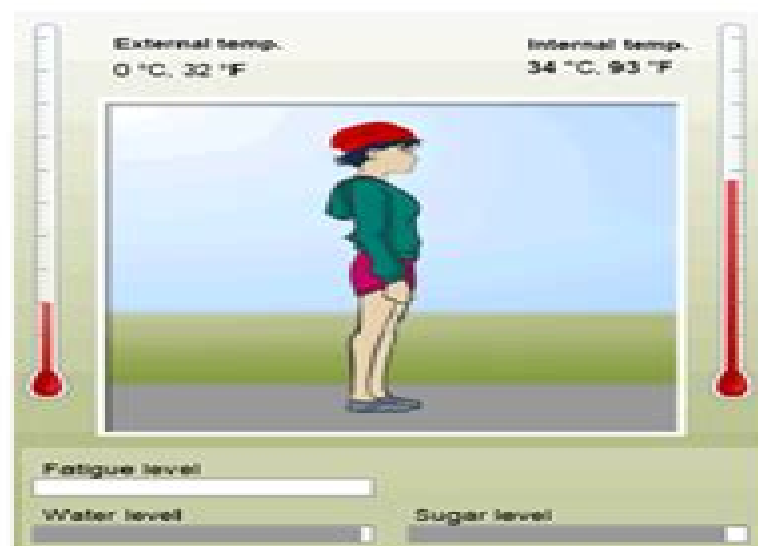 External temp.
0 °C, 32 °F
Internal temp.
34 °C, 93 °F
Fatigue level
Water level
Sugar level